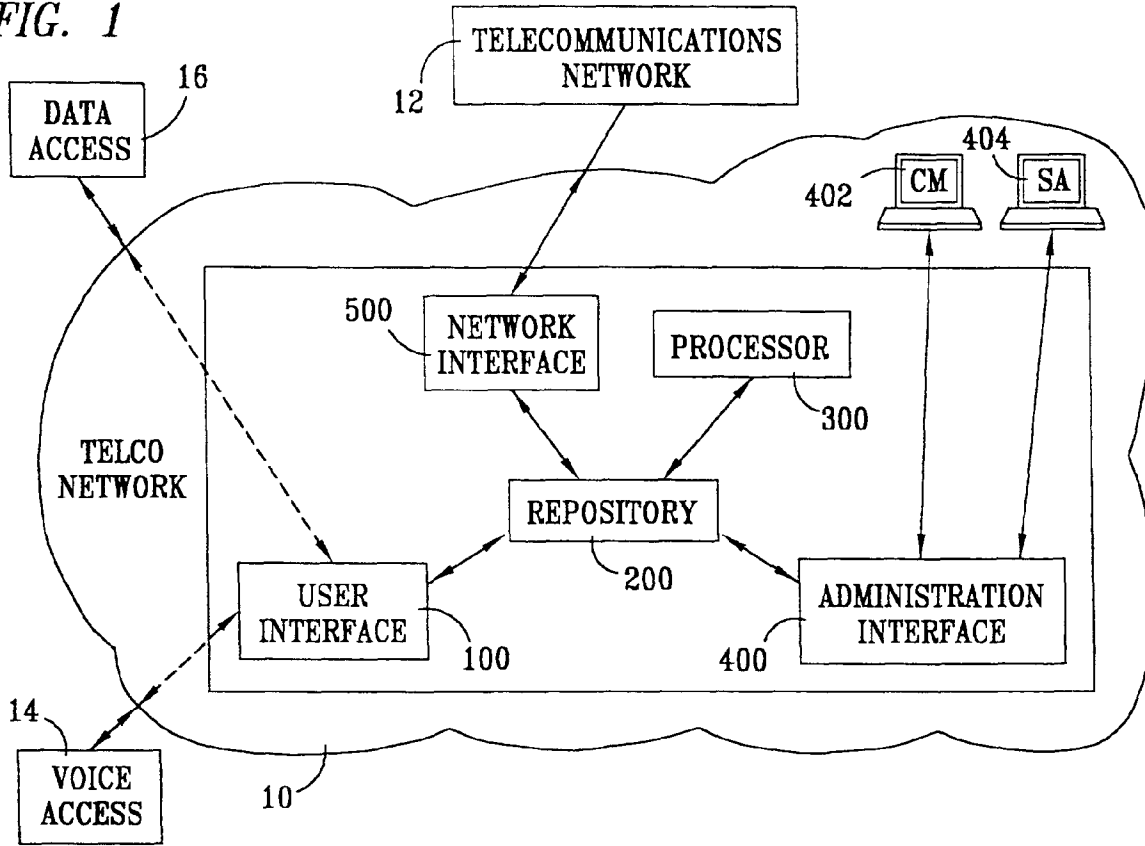 FIG. 1
TELECOMMUNICATIONS
NETWORK
12
16
DATA
ACCESS
404
402
CM
SA
500
NETWORK
INTERFACE
PROCESSOR
300
TELCO
NETWORK
REPOSITORY
200
USER
INTERFACE
100
ADMINISTRATION
INTERFACE
400
14
VOICE
ACCESS
10